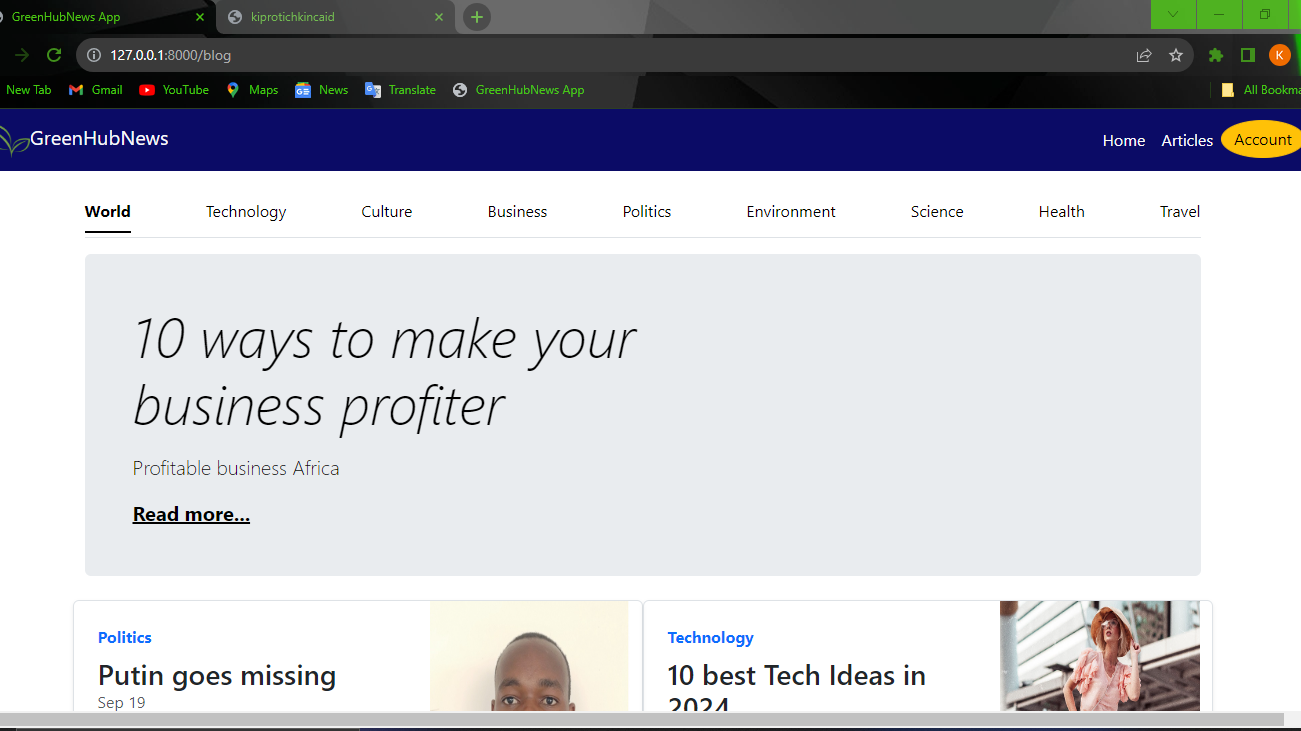 GreenHubNews App
kiprotichkincaid
127.0.0.1:8000/blog
K
New Tab
Gmail
YouTube
Maps
News
Translate
GreenHubNews App
All Bookma
GreenHubNews
Home
Articles
Account
World
Technology
Culture
Business
Politics
Environment
Science
Health
Travel
10 ways to make your
business profiter
Profitable business Africa
Read more...
Politics
Putin goes missing
Sep 19
Technology
10 best Tech Ideas in
2024